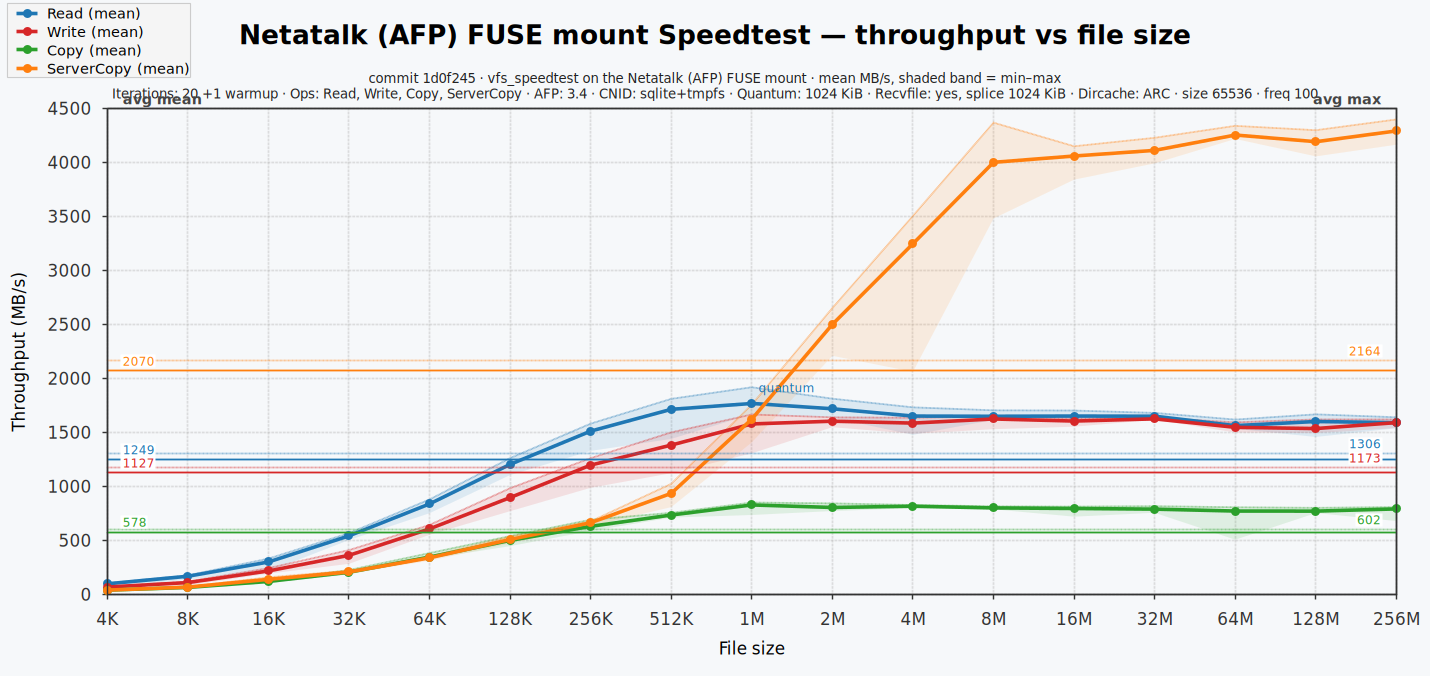 Read (mean)
Write (mean)
Copy (mean)
ServerCopy (mean)
Netatalk (AFP) FUSE mount Speedtest — throughput vs file size
commit 1d0f245 · vfs_speedtest on the Netatalk (AFP) FUSE mount · mean MB/s, shaded band = min–max
Iterations: 20 +1 warmup · Ops: Read, Write, Copy, ServerCopy · AFP: 3.4 · CNID: sqlite+tmpfs · Quantum: 1024 KiB · Recvfile: yes, splice 1024 KiB · Dircache: ARC · size 65536 · freq 100
avg mean
avg max
4500
4000
3500
3000
2500
2000
1500
1000
500
0
Throughput (MB/s)
2070
2164
quantum
1249
1306
1127
1173
578
602
4K 8K 16K 32K 64K 128K 256K 512K 1M 2M 4M 8M 16M 32M 64M 128M 256M
File size